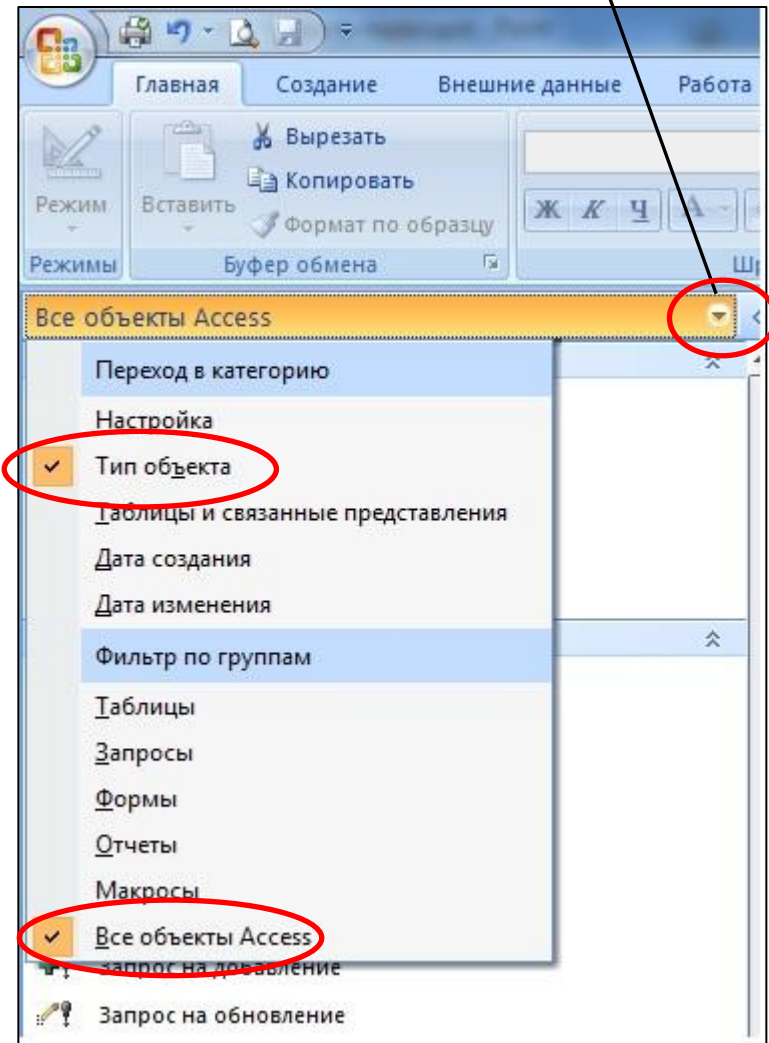 Главная Создание Внешние данные Работа
Вырезать
Копировать
Формат по образцу
Режим Вставить
Ж К Ч А
Режимы Буфер обмена
Все объекты Access
Переход в категорию
Настройка
Тип объекта
Таблицы и связанные представления
Дата создания
Дата изменения
Фильтр по группам
Таблицы
Запросы
Формы
Отчеты
Макросы
Все объекты Access
Запрос на добавление
Запрос на обновление